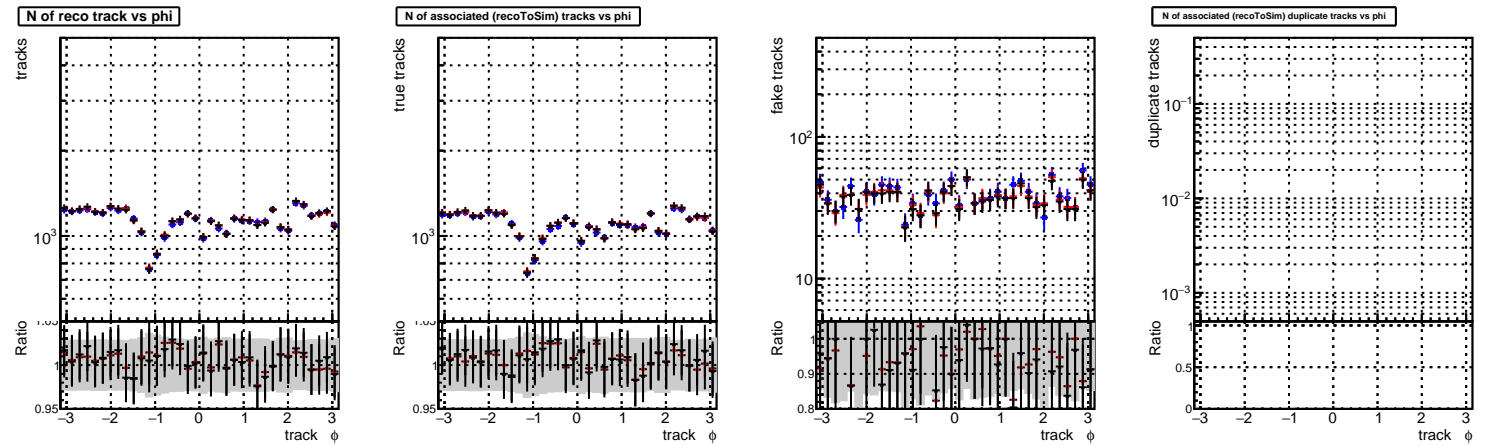 N of reco track vs phi
tracks
10³
Ratio
1
0.95
−3 −2 −1 0 1 2 3
track ϕ
N of associated (recoToSim) tracks vs phi
true tracks
10³
Ratio
1
0.95
−3 −2 −1 0 1 2 3
track ϕ
fake tracks
10²
10
Ratio
1
0.9
0.8
−3 −2 −1 0 1 2 3
track ϕ
N of associated (recoToSim) duplicate tracks vs phi
duplicate tracks
10⁻¹
10⁻²
10⁻³
Ratio
1
0.5
0
−3 −2 −1 0 1 2 3
track ϕ